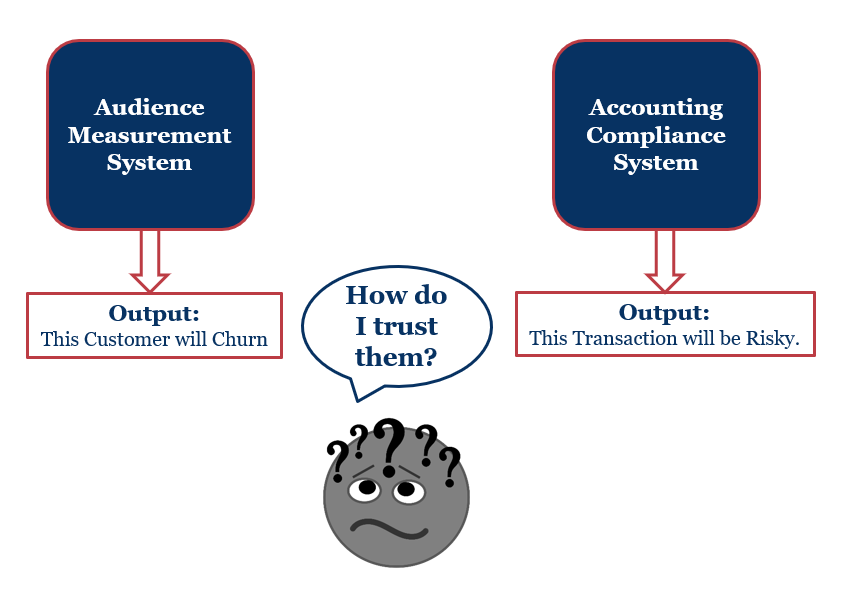 Audience
Measurement
System
Accounting
Compliance
System
Output:
This Customer will Churn
How do
I trust
them?
Output:
This Transaction will be Risky.
? ? ? ? ?